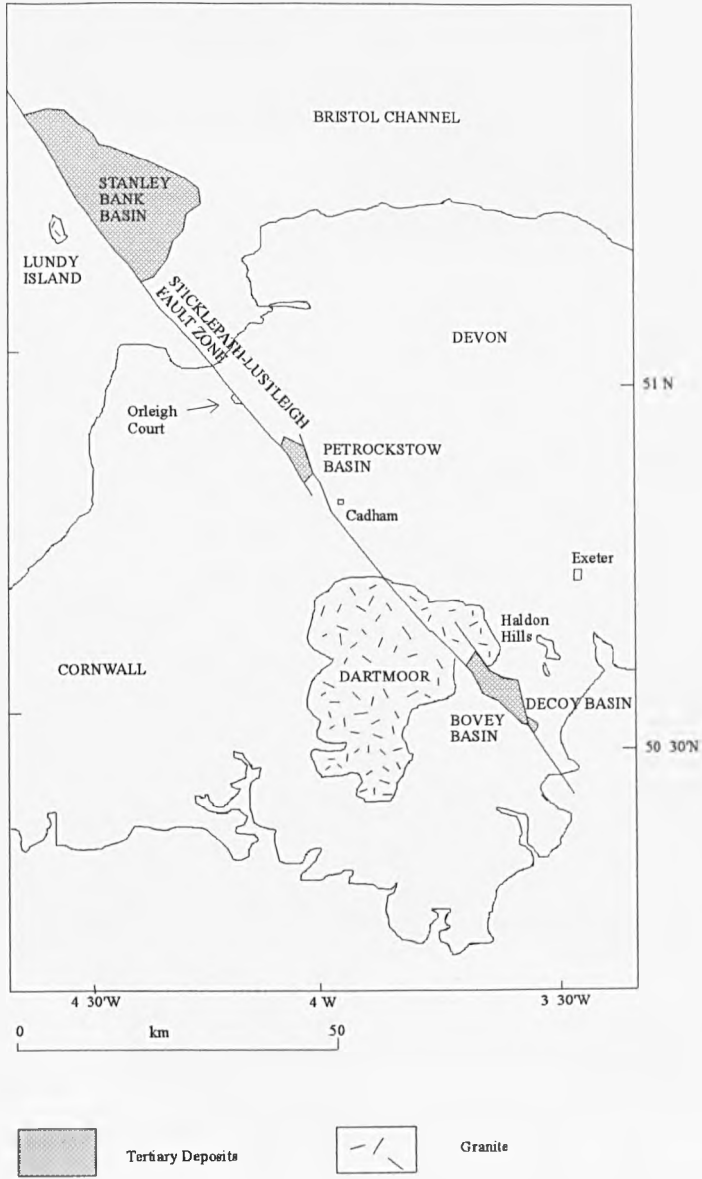 BRISTOL CHANNEL
STANLEY
BANK
BASIN
LUNDY
ISLAND
STICKLEPATH-LUSTLEIGH
FAULT ZONE
DEVON
51 N
Orleigh
Court
PETROCKSTOW
BASIN
Cadham
Exeter
Haldon
Hills
CORNWALL
DARTMOOR
DECOY BASIN
BOVEY
BASIN
50 30'N
4 30'W
4 W
3 30'W
0
km
50
Tertiary Deposits
Granite